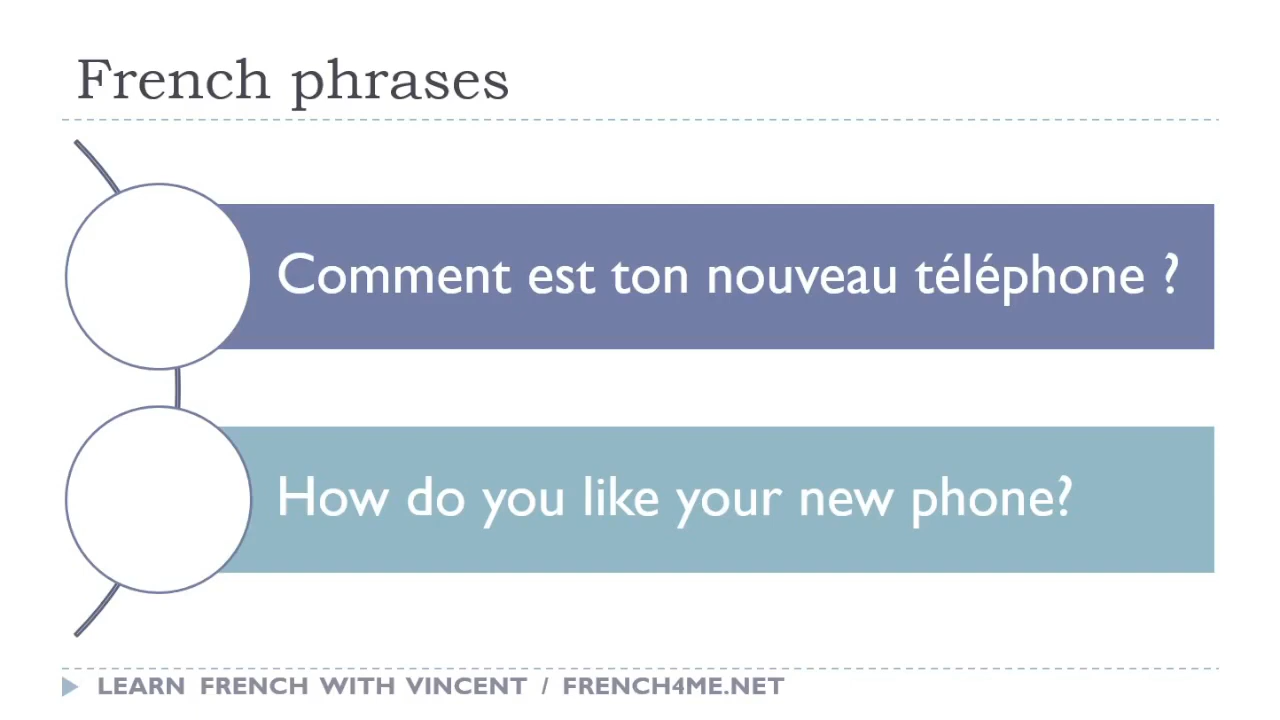 French phrases
Comment est ton nouveau téléphone ?
How do you like your new phone?
LEARN FRENCH WITH VINCENT / FRENCH4ME.NET